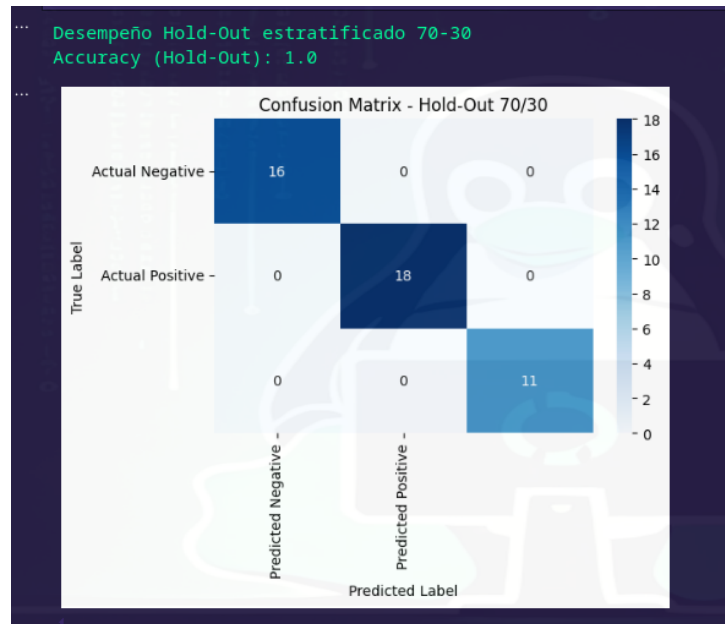 ...
Desempeño Hold-Out estratificado 70-30
Accuracy (Hold-Out): 1.0
...
Confusion Matrix - Hold-Out 70/30
Actual Negative
16
0
0
Actual Positive
0
18
0
0
0
11
True Label
Predicted Negative
Predicted Positive
Predicted Label
18
16
14
12
10
8
6
4
2
0